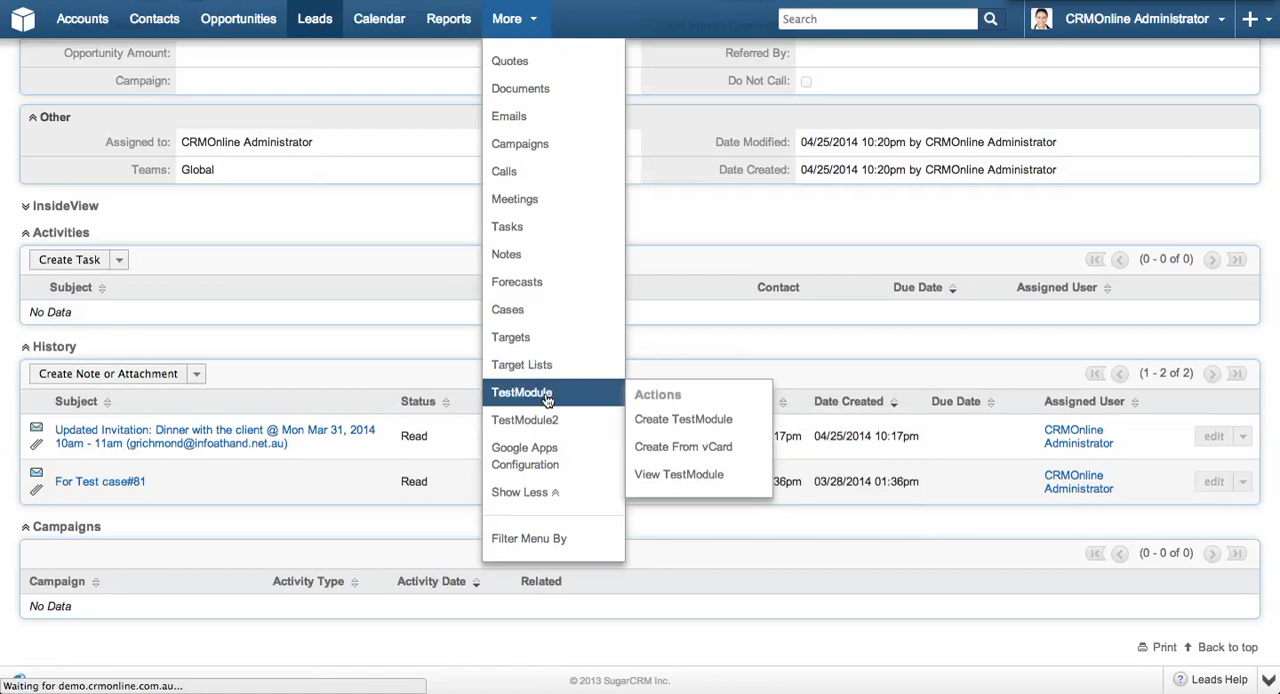 Accounts Contacts Opportunities Leads Calendar Reports More Search CRMOnline Administrator
Opportunity Amount: Referred By:
Campaign: Do Not Call:
Other
Assigned to: CRMOnline Administrator Date Modified: 04/25/2014 10:20pm by CRMOnline Administrator
Teams: Global Date Created: 04/25/2014 10:20pm by CRMOnline Administrator
InsideView
Activities
Create Task (0 - 0 of 0)
Subject Contact Due Date Assigned User
No Data
History
Create Note or Attachment (1 - 2 of 2)
Subject Status Date Created Due Date Assigned User
Updated Invitation: Dinner with the client @ Mon Mar 31, 2014
10am - 11am (grichmond@infoathand.net.au) Read 17pm 04/25/2014 10:17pm CRMOnline
Administrator edit
For Test case#81 Read 36pm 03/28/2014 01:36pm CRMOnline
Administrator edit
Campaigns
(0 - 0 of 0)
Campaign Activity Type Activity Date Related
No Data
Quotes
Documents
Emails
Campaigns
Calls
Meetings
Tasks
Notes
Forecasts
Cases
Targets
Target Lists
TestModule
TestModule2
Google Apps
Configuration
Show Less
Filter Menu By
Actions
Create TestModule
Create From vCard
View TestModule
Print Back to top
© 2013 SugarCRM Inc.
Leads Help
Waiting for demo.crmonline.com.au...